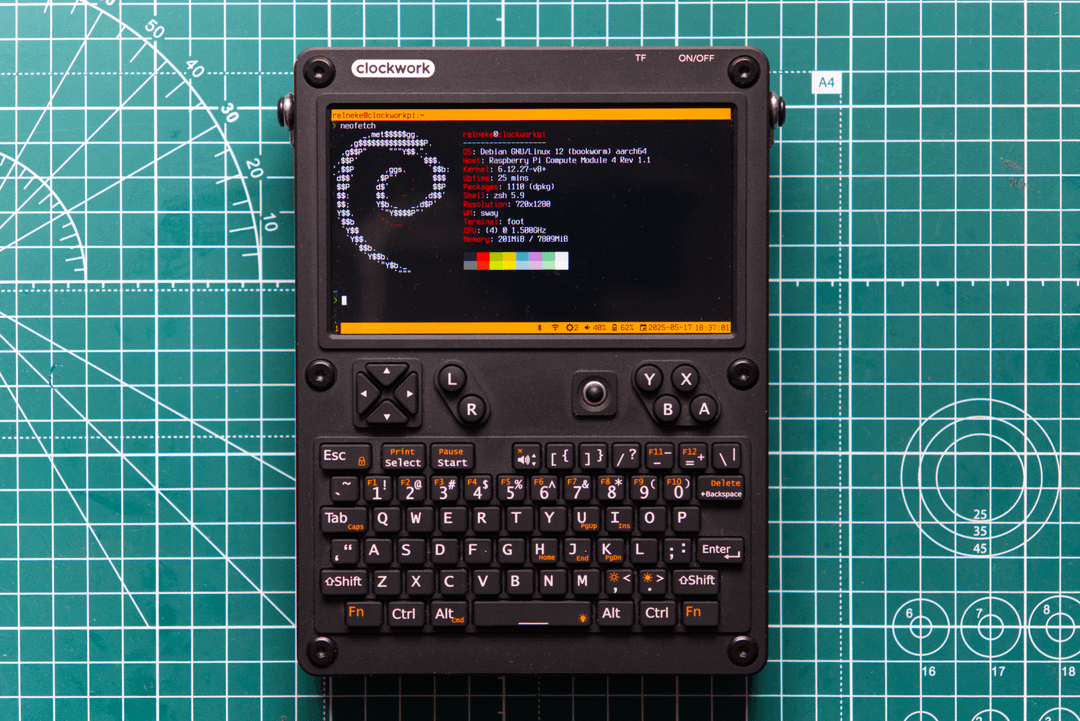 50
40
30
20
10
A4
TF ON/OFF
clockwork
reineke@clockworkpi:~
> neofetch
reineke@clockworkpi
OS: Debian GNU/Linux 12 (bookworm) aarch64
Host: Raspberry Pi Compute Module 4 Rev 1.1
Kernel: 6.12.27-v8+
Uptime: 25 mins
Packages: 1110 (dpkg)
Shell: zsh 5.9
Resolution: 720x1280
WM: sway
Terminal: foot
CPU: (4) @ 1.500GHz
Memory: 201MiB / 7809MiB
~
>
1 2 40% 62% 2025-05-17 18:37:01
L Y X
R B A
Esc Print Select Pause Start [ { ] } / ? F11 - _ F12 = + \ |
` ~ F1 1 ! F2 2 @ F3 3 # F4 4 $ F5 5 % F6 6 ^ F7 7 & F8 8 * F9 9 ( F10 0 ) Delete Backspace
Tab Caps Q W E R T Y U PgUp I Ins O P
, “ A S D F G H Home J End K PgDn L ; : Enter
Shift Z X C V B N M , < . > Shift
Fn Ctrl Alt Cmd Alt Ctrl Fn
25
35
45
6 7 8
16 17 18